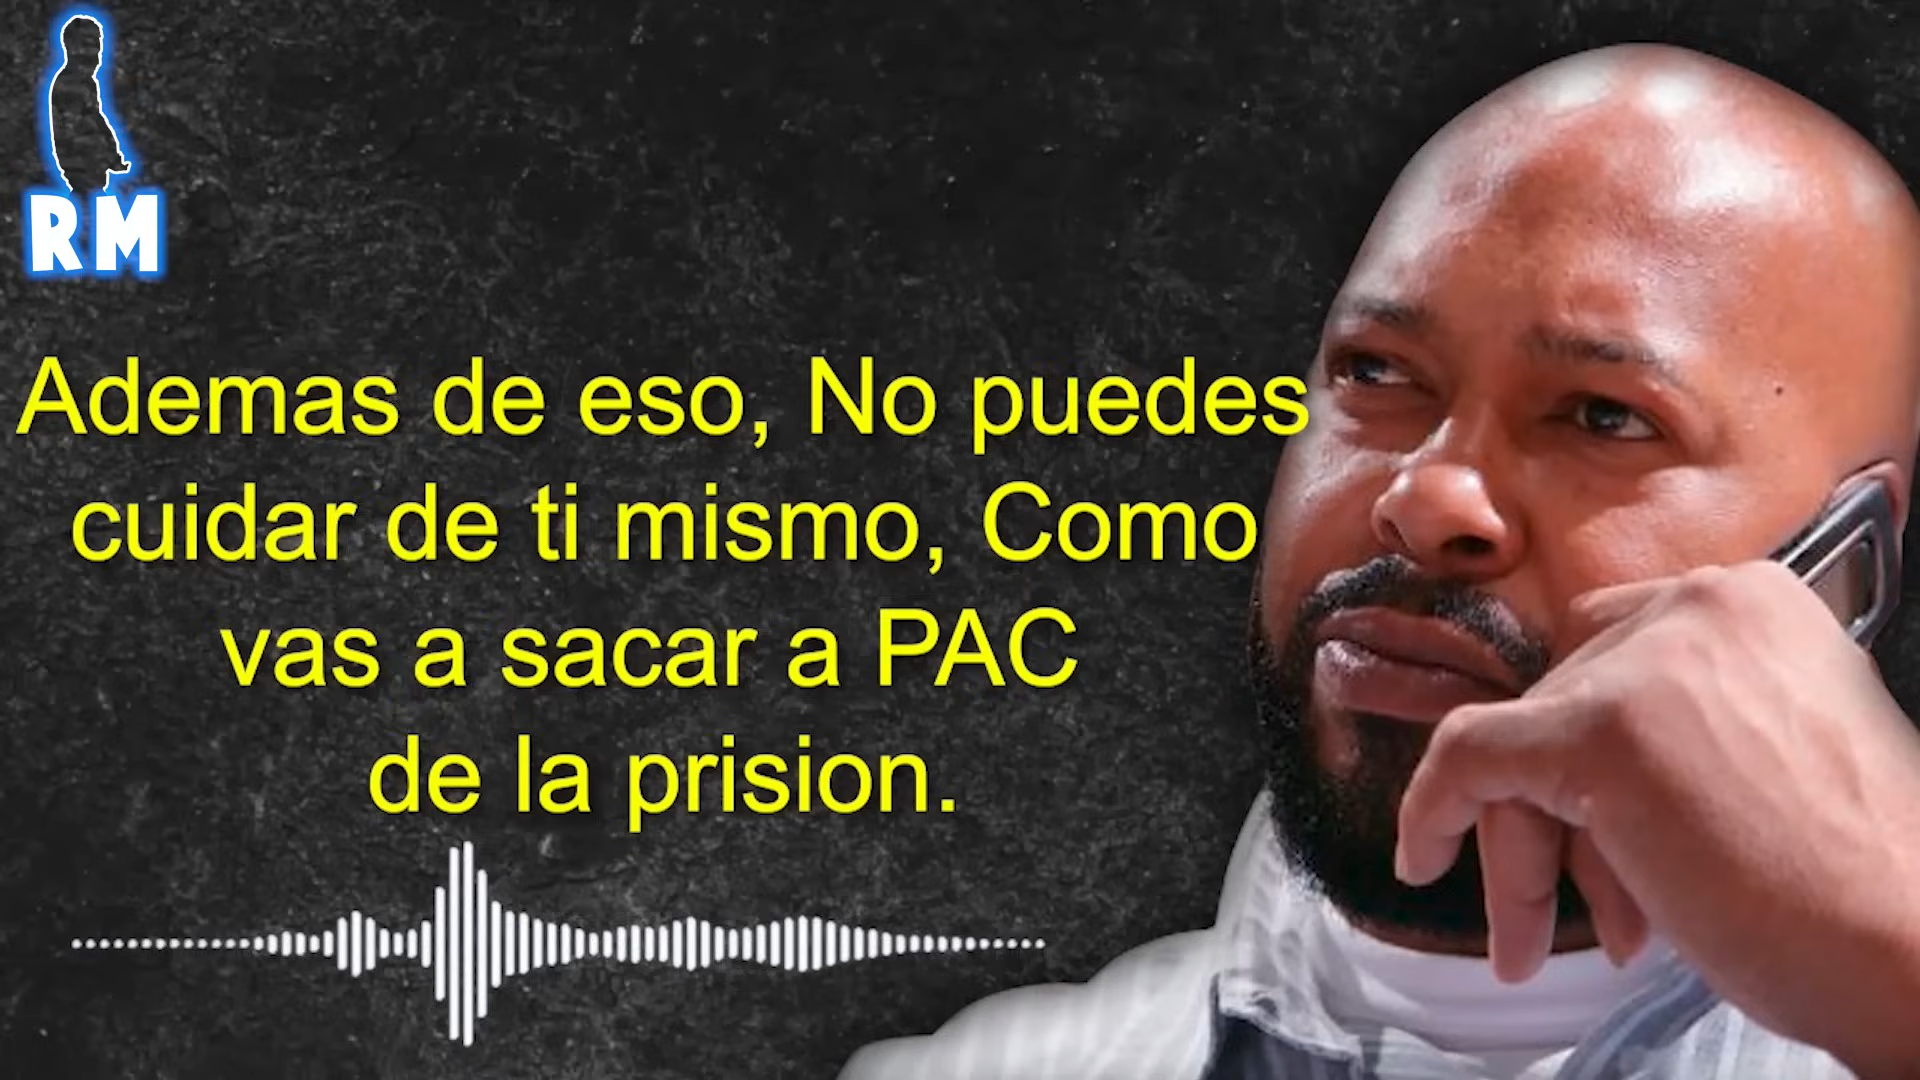 RM
Ademas de eso, No puedes
cuidar de ti mismo, Como
vas a sacar a PAC
de la prision.